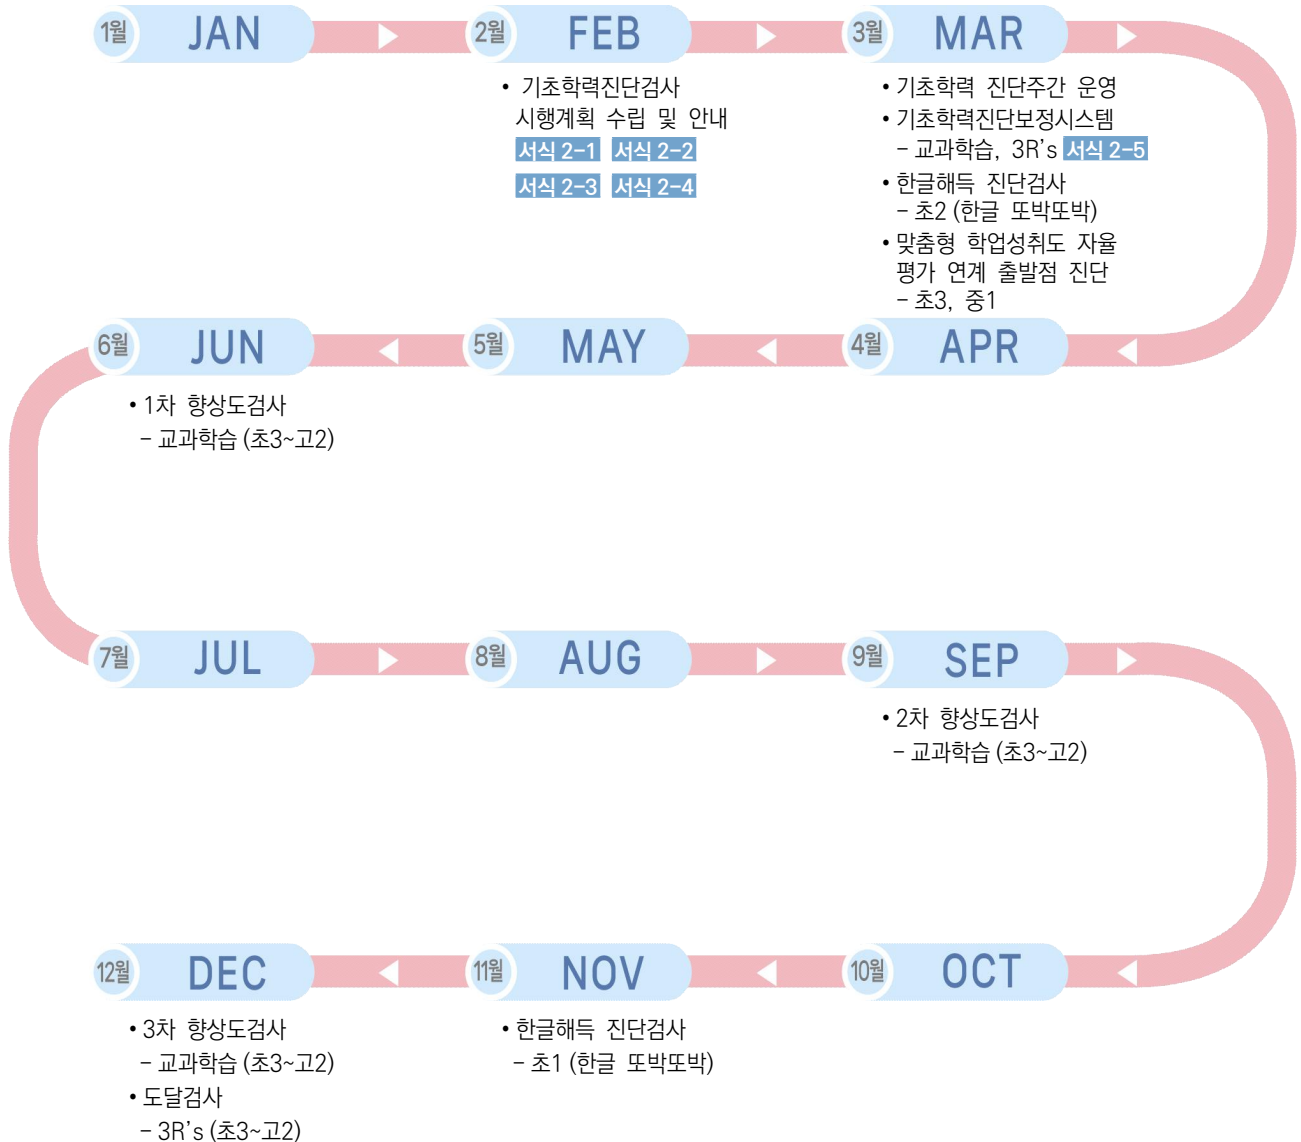 1월 JAN
2월 FEB
3월 MAR
• 기초학력진단검사
시행계획 수립 및 안내
서식 2-1 서식 2-2
서식 2-3 서식 2-4
• 기초학력 진단주간 운영
• 기초학력진단보정시스템
- 교과학습, 3R's 서식 2-5
• 한글해득 진단검사
- 초2 (한글 또박또박)
• 맞춤형 학업성취도 자율
평가 연계 출발점 진단
- 초3, 중1
6월 JUN
5월 MAY
4월 APR
• 1차 향상도검사
- 교과학습 (초3~고2)
7월 JUL
8월 AUG
9월 SEP
• 2차 향상도검사
- 교과학습 (초3~고2)
12월 DEC
11월 NOV
10월 OCT
• 3차 향상도검사
- 교과학습 (초3~고2)
• 도달검사
- 3R's (초3~고2)
• 한글해득 진단검사
- 초1 (한글 또박또박)